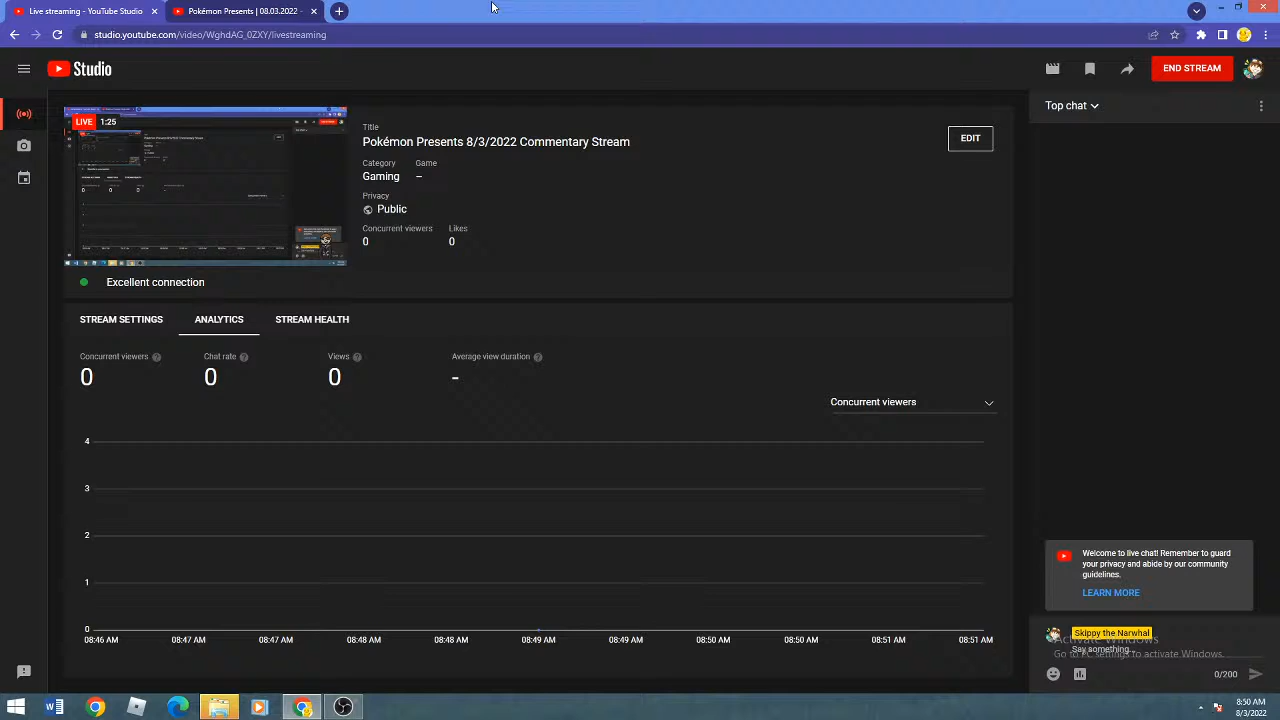 Live streaming - YouTube Studio
Pokémon Presents | 08.03.2022 -
studio.youtube.com/video/WghdAG_0ZXY/livestreaming
Studio
END STREAM
LIVE 1:25
Title
Pokémon Presents 8/3/2022 Commentary Stream
EDIT
Category Game
Gaming –
Privacy
Public
Concurrent viewers Likes
0 0
Excellent connection
Top chat
STREAM SETTINGS ANALYTICS STREAM HEALTH
Concurrent viewers Chat rate Views Average view duration
0 0 0 -
Concurrent viewers
4
3
2
1
0
08:46 AM 08:47 AM 08:47 AM 08:48 AM 08:48 AM 08:49 AM 08:49 AM 08:50 AM 08:50 AM 08:51 AM 08:51 AM
Welcome to live chat! Remember to guard
your privacy and abide by our community
guidelines.
LEARN MORE
Skippy the Narwhal
Activate Windows
Say something...
Go to PC settings to activate Windows.
0/200
8:50 AM
8/3/2022